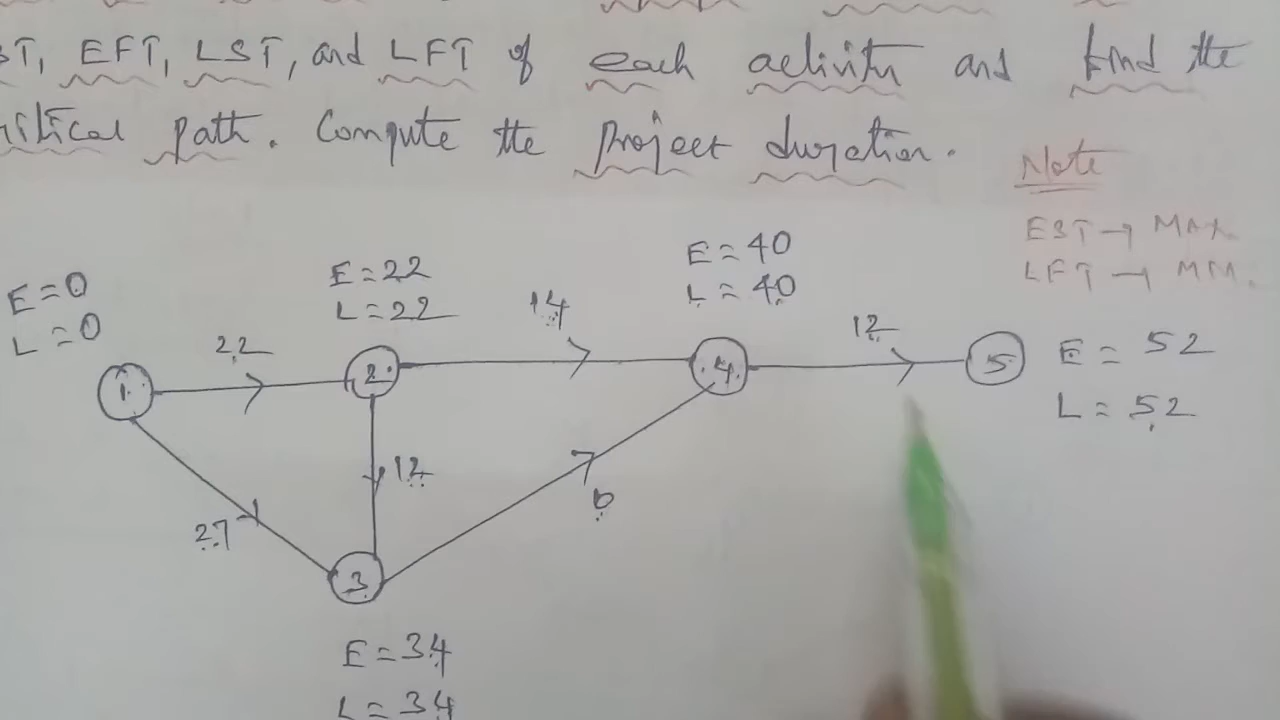 EFT, LST, and LFT of each activity and find the
path. Compute the project duration.
Note
EST → MAX
LFT → MIN.
E = 0
L = 0
E = 22
L = 22
E = 40
L = 40
22
14
12
E = 52
L = 52
1
2
4
5
12
27
6
3
E = 34
L = 34